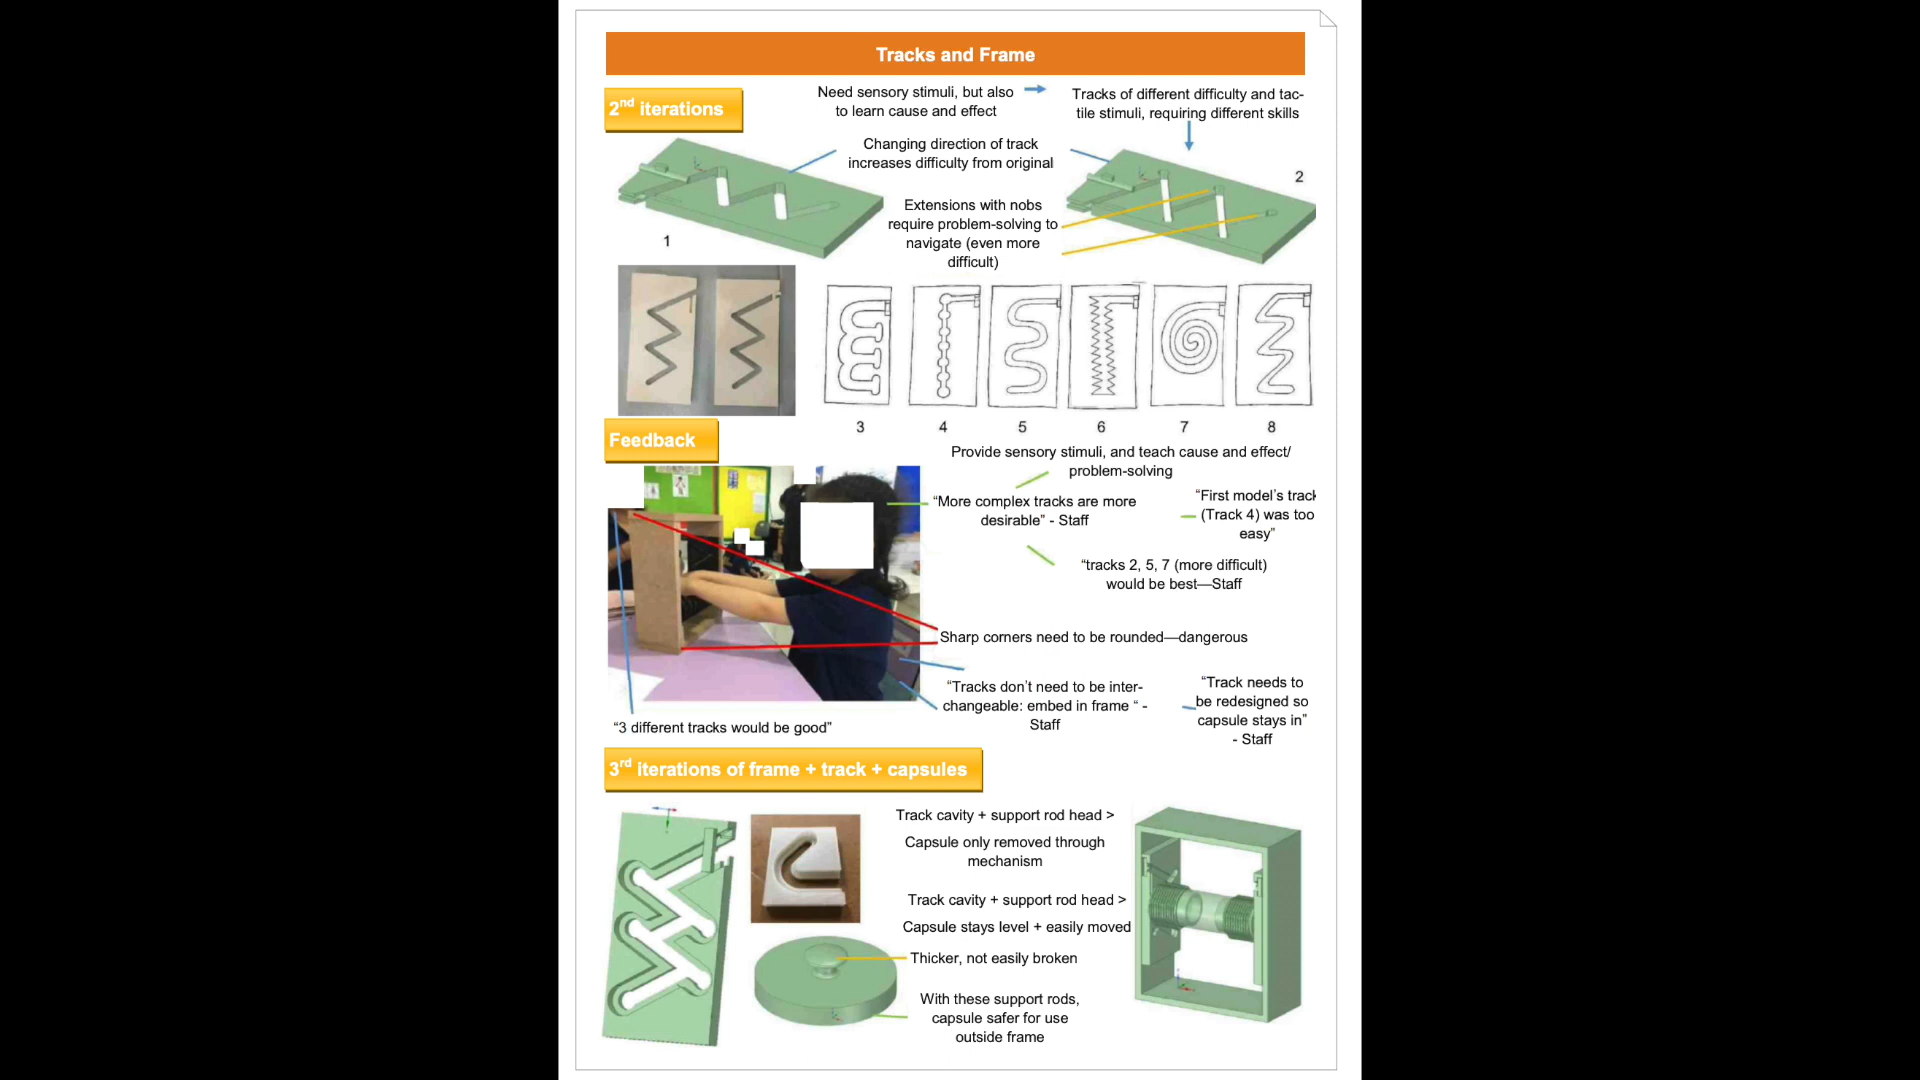 Tracks and Frame
2nd iterations
Need sensory stimuli, but also
to learn cause and effect
Tracks of different difficulty and tac-
tile stimuli, requiring different skills
Changing direction of track
increases difficulty from original
2
Extensions with nobs
require problem-solving to
navigate (even more
difficult)
1
3 4 5 6 7 8
Feedback
Provide sensory stimuli, and teach cause and effect/
problem-solving
“More complex tracks are more
desirable” - Staff
“First model’s track
(Track 4) was too
easy”
“tracks 2, 5, 7 (more difficult)
would be best—Staff
Sharp corners need to be rounded—dangerous
“Tracks don’t need to be inter-
changeable: embed in frame “ -
Staff
“Track needs to
be redesigned so
capsule stays in”
- Staff
“3 different tracks would be good”
3rd iterations of frame + track + capsules
Track cavity + support rod head >
Capsule only removed through
mechanism
Track cavity + support rod head >
Capsule stays level + easily moved
Thicker, not easily broken
With these support rods,
capsule safer for use
outside frame